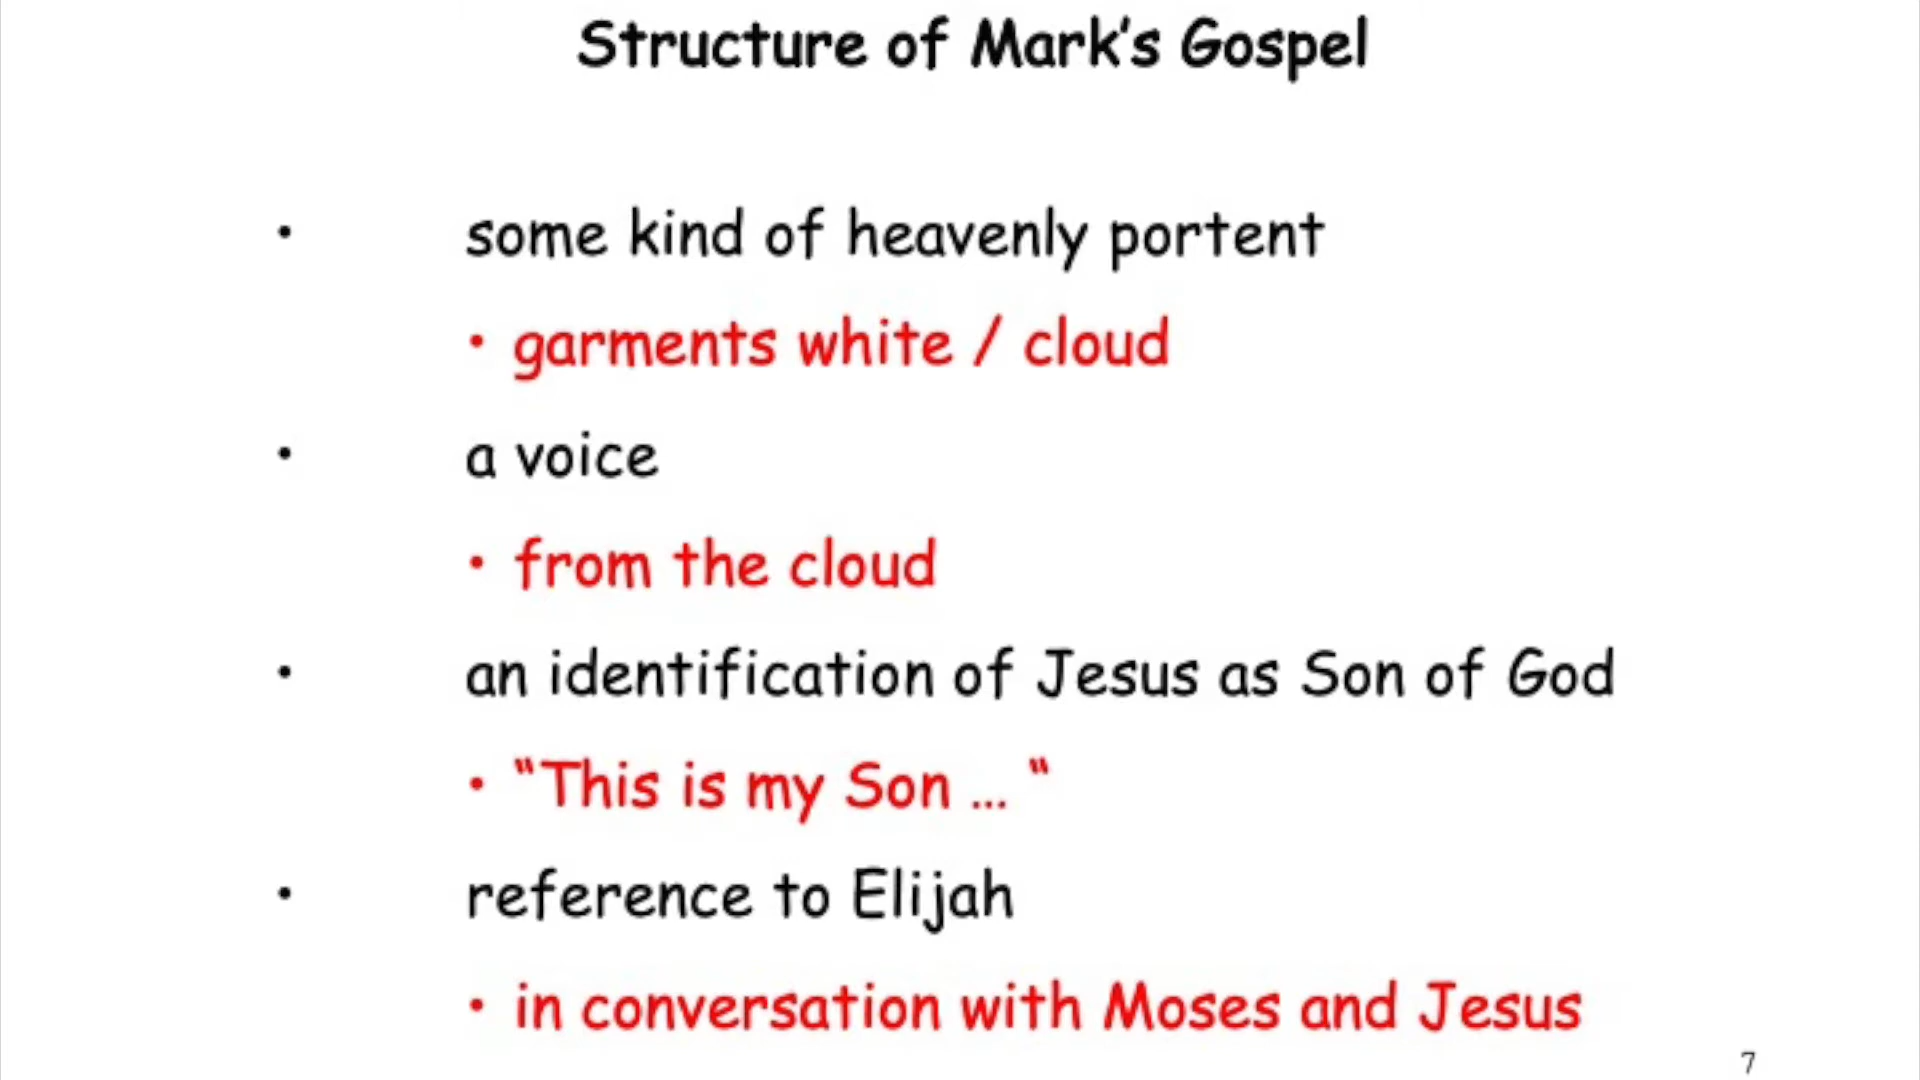 Structure of Mark's Gospel
• some kind of heavenly portent
• garments white / cloud
• a voice
• from the cloud
• an identification of Jesus as Son of God
• “This is my Son … “
• reference to Elijah
• in conversation with Moses and Jesus
7